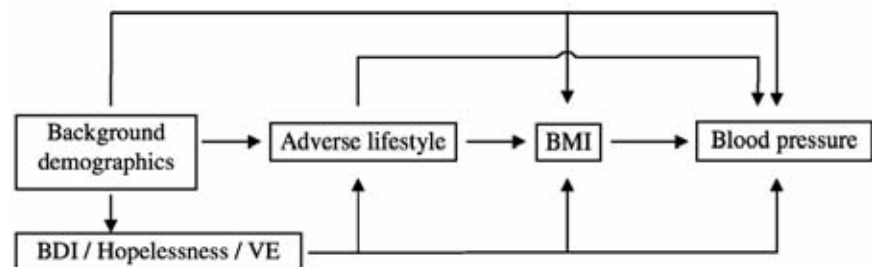 Background
demographics
Adverse lifestyle
BMI
Blood pressure
BDI / Hopelessness / VE